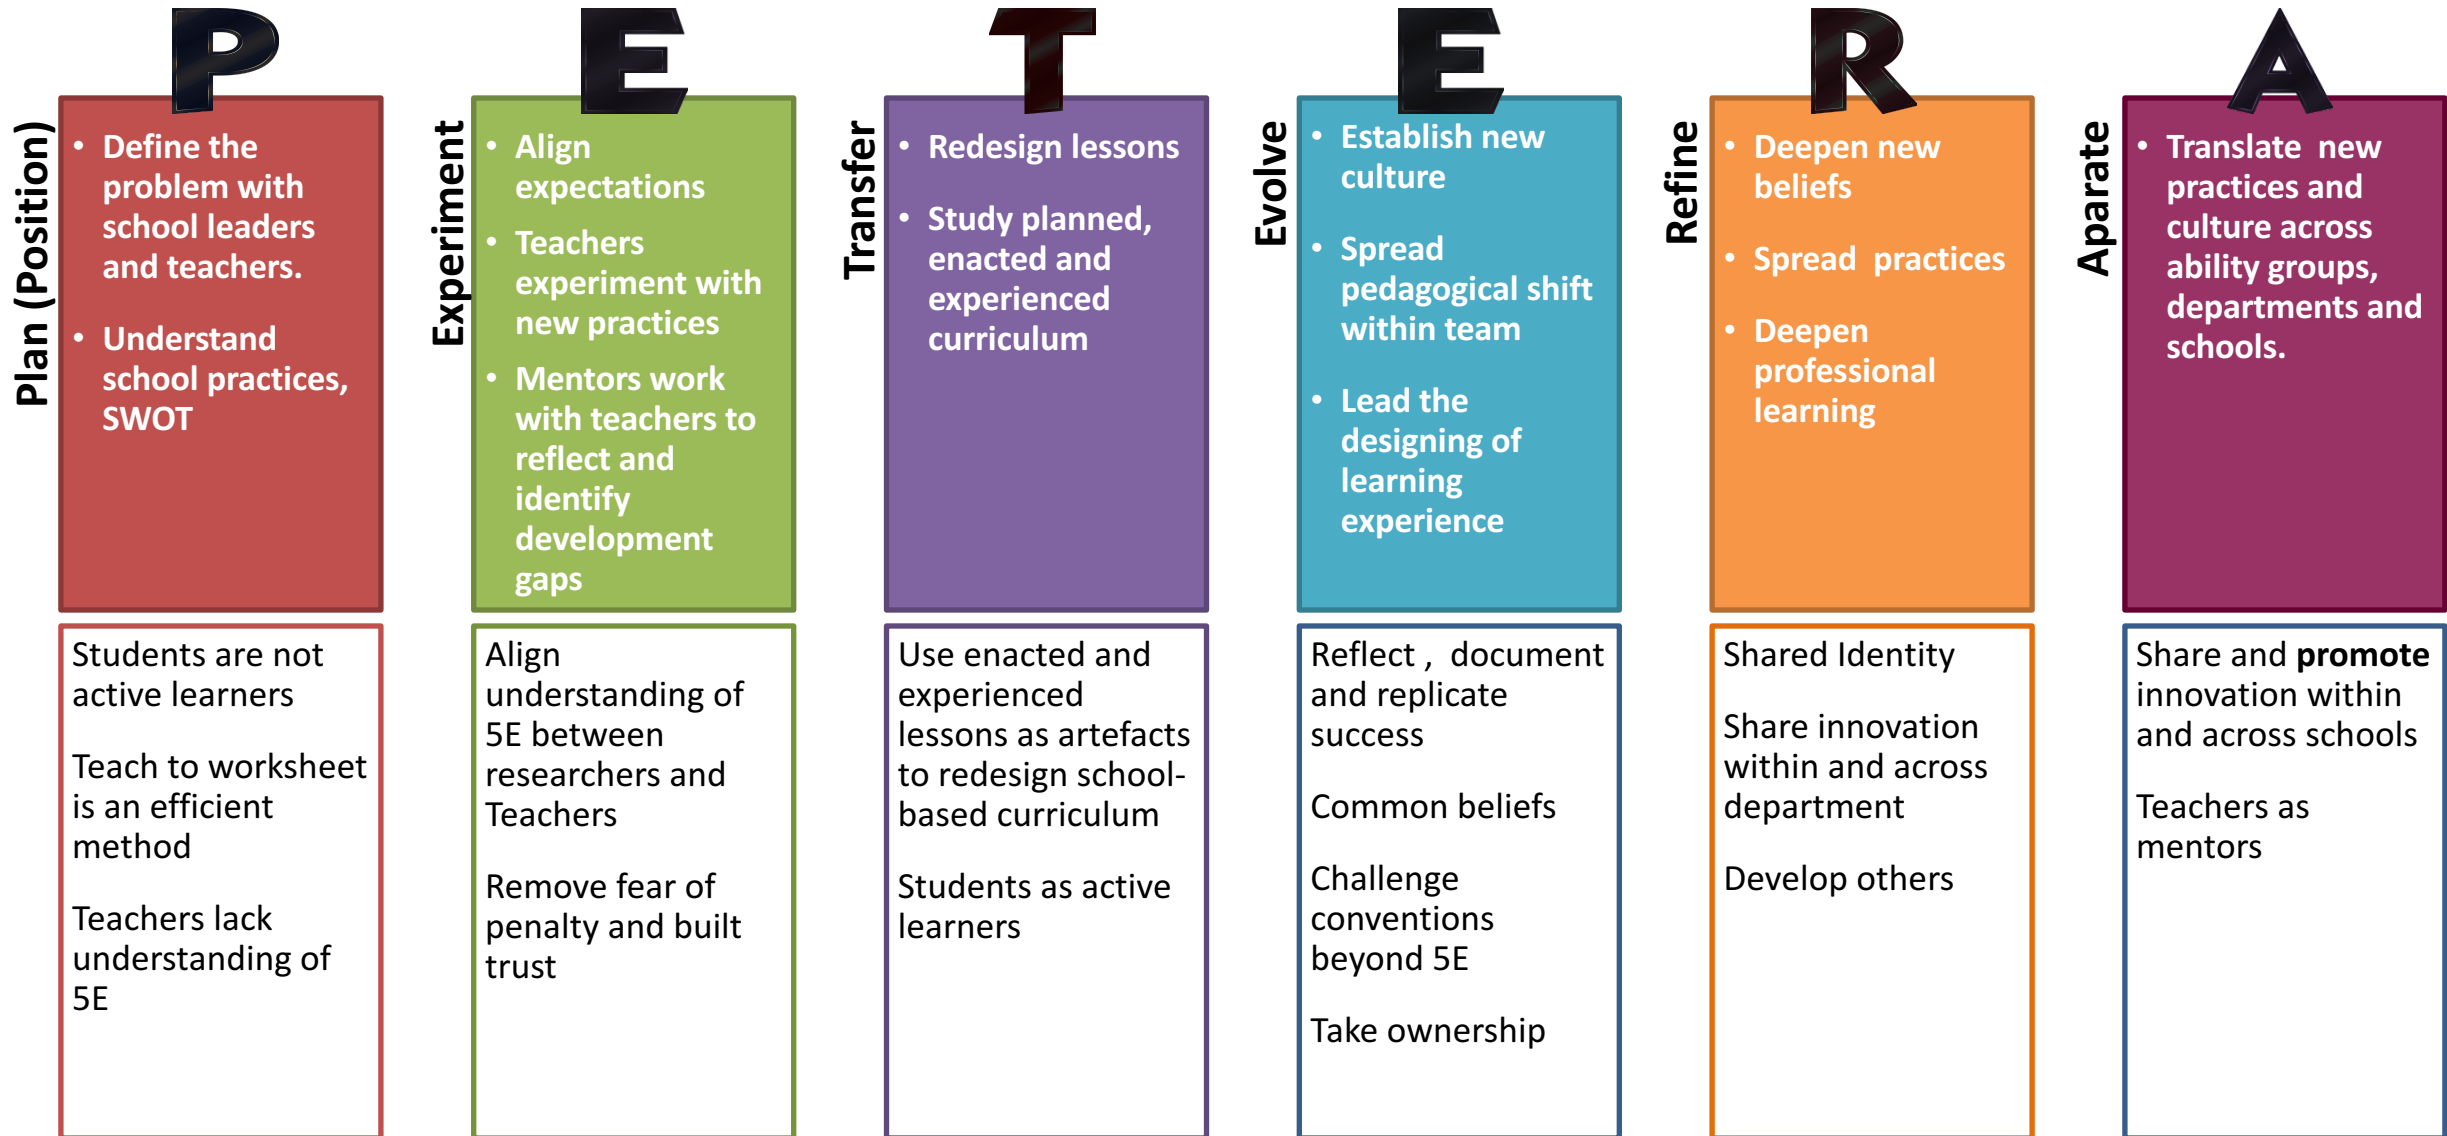 P
Plan (Position)
• Define the
problem with
school leaders
and teachers.
• Understand
school practices,
SWOT
Students are not
active learners
Teach to worksheet
is an efficient
method
Teachers lack
understanding of
5E
E
Experiment
• Align
expectations
• Teachers
experiment with
new practices
• Mentors work
with teachers to
reflect and
identify
development
gaps
Align
understanding of
5E between
researchers and
Teachers
Remove fear of
penalty and built
trust
T
Transfer
• Redesign lessons
• Study planned,
enacted and
experienced
curriculum
Use enacted and
experienced
lessons as artefacts
to redesign school-
based curriculum
Students as active
learners
E
Evolve
• Establish new
culture
• Spread
pedagogical shift
within team
• Lead the
designing of
learning
experience
Reflect ,  document
and replicate
success
Common beliefs
Challenge
conventions
beyond 5E
Take ownership
R
Refine
• Deepen new
beliefs
• Spread  practices
• Deepen
professional
learning
Shared Identity
Share innovation
within and across
department
Develop others
A
Aparate
• Translate  new
practices and
culture across
ability groups,
departments and
schools.
Share and promote
innovation within
and across schools
Teachers as
mentors